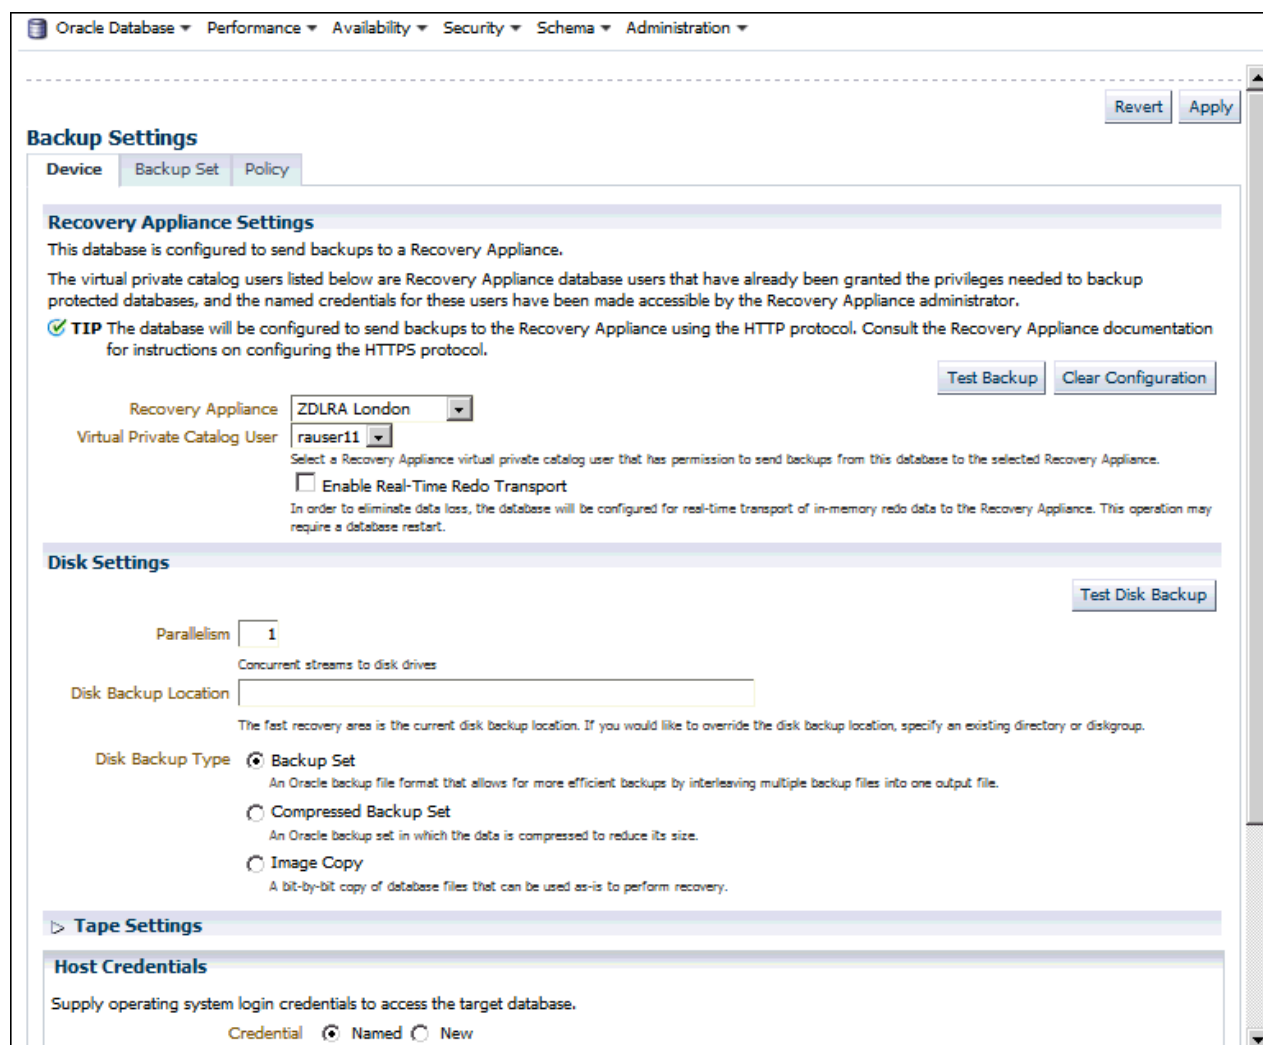 Oracle Database Performance Availability Security Schema Administration
Revert Apply
Backup Settings
Device Backup Set Policy
Recovery Appliance Settings
This database is configured to send backups to a Recovery Appliance.
The virtual private catalog users listed below are Recovery Appliance database users that have already been granted the privileges needed to backup
protected databases, and the named credentials for these users have been made accessible by the Recovery Appliance administrator.
TIP The database will be configured to send backups to the Recovery Appliance using the HTTP protocol. Consult the Recovery Appliance documentation
for instructions on configuring the HTTPS protocol.
Test Backup Clear Configuration
Recovery Appliance ZDLRA London
Virtual Private Catalog User rauser11
Select a Recovery Appliance virtual private catalog user that has permission to send backups from this database to the selected Recovery Appliance.
Enable Real-Time Redo Transport
In order to eliminate data loss, the database will be configured for real-time transport of in-memory redo data to the Recovery Appliance. This operation may
require a database restart.
Disk Settings
Test Disk Backup
Parallelism 1
Concurrent streams to disk drives
Disk Backup Location
The fast recovery area is the current disk backup location. If you would like to override the disk backup location, specify an existing directory or diskgroup.
Disk Backup Type Backup Set
An Oracle backup file format that allows for more efficient backups by interleaving multiple backup files into one output file.
Compressed Backup Set
An Oracle backup set in which the data is compressed to reduce its size.
Image Copy
A bit-by-bit copy of database files that can be used as-is to perform recovery.
Tape Settings
Host Credentials
Supply operating system login credentials to access the target database.
Credential Named New